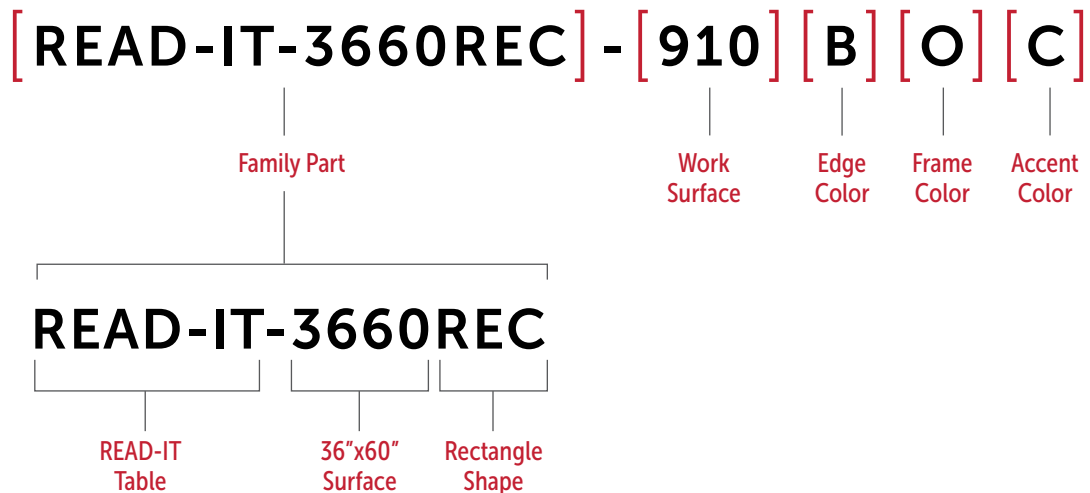 [READ-IT-3660REC]-[910][B][O][C]
Family Part
Work
Surface
Edge
Color
Frame
Color
Accent
Color
READ-IT-3660REC
READ-IT
Table
36"x60"
Surface
Rectangle
Shape